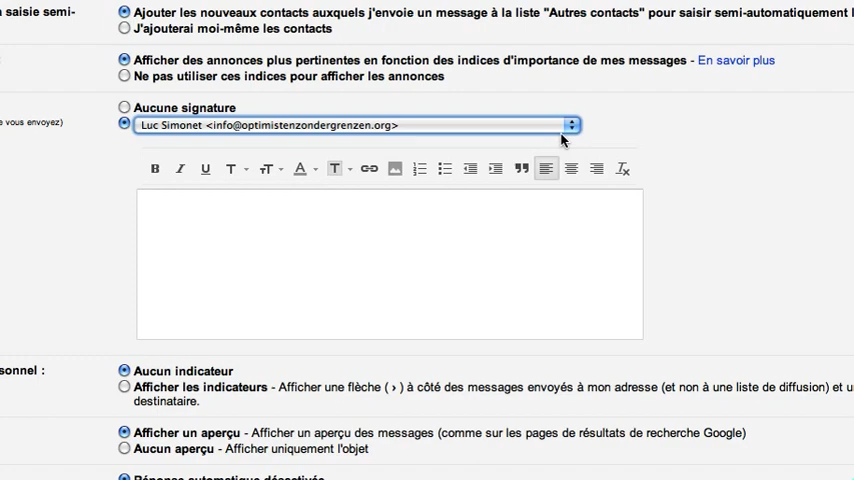 n saisie semi-
Ajouter les nouveaux contacts auxquels j'envoie un message à la liste "Autres contacts" pour saisir semi-automatiquement l
J'ajouterai moi-même les contacts
:
Afficher des annonces plus pertinentes en fonction des indices d'importance de mes messages - En savoir plus
Ne pas utiliser ces indices pour afficher les annonces
Aucune signature
e vous envoyez)
Luc Simonet <info@optimistenzondergrenzen.org>
B I U T T A T
Aucun indicateur
sonnel :
Afficher les indicateurs - Afficher une flèche ( › ) à côté des messages envoyés à mon adresse (et non à une liste de diffusion) et u
destinataire.
Afficher un aperçu - Afficher un aperçu des messages (comme sur les pages de résultats de recherche Google)
Aucun aperçu - Afficher uniquement l'objet
Réponse automatique désactivée